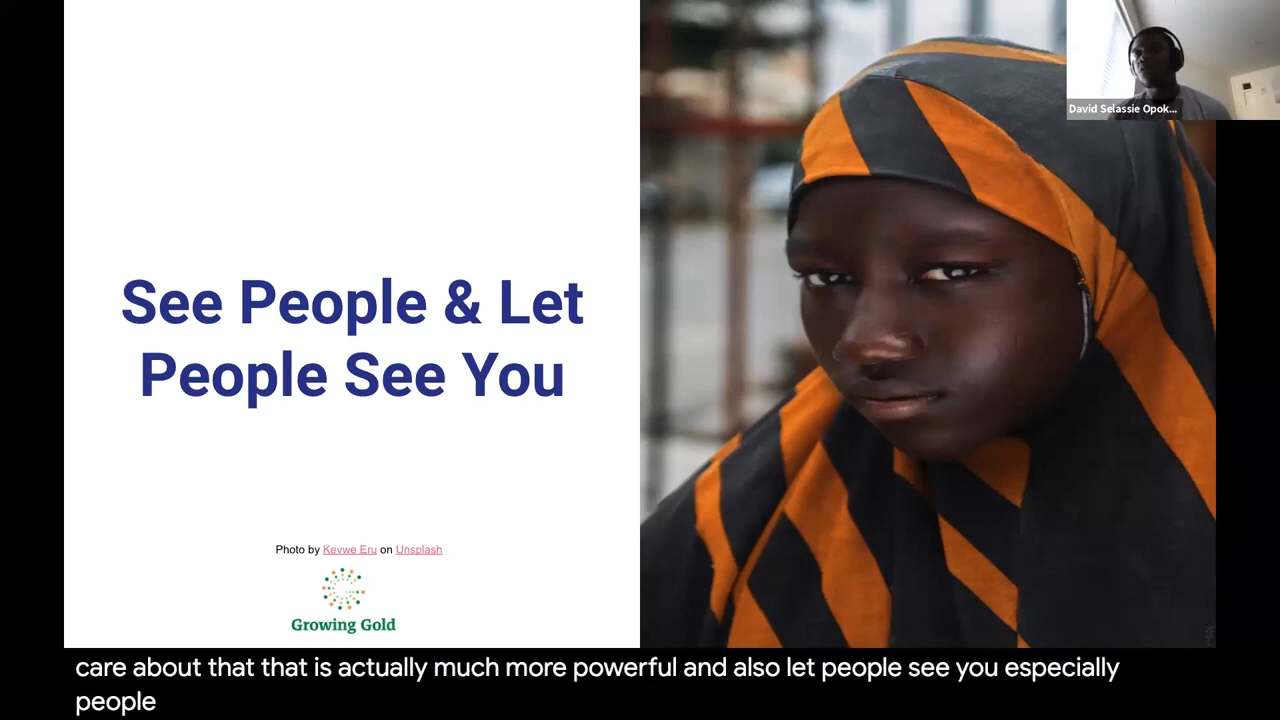 See People & Let
People See You
Photo by Kevwe Eru on Unsplash
Growing Gold
David Selassie Opok...
care about that that is actually much more powerful and also let people see you especially
people